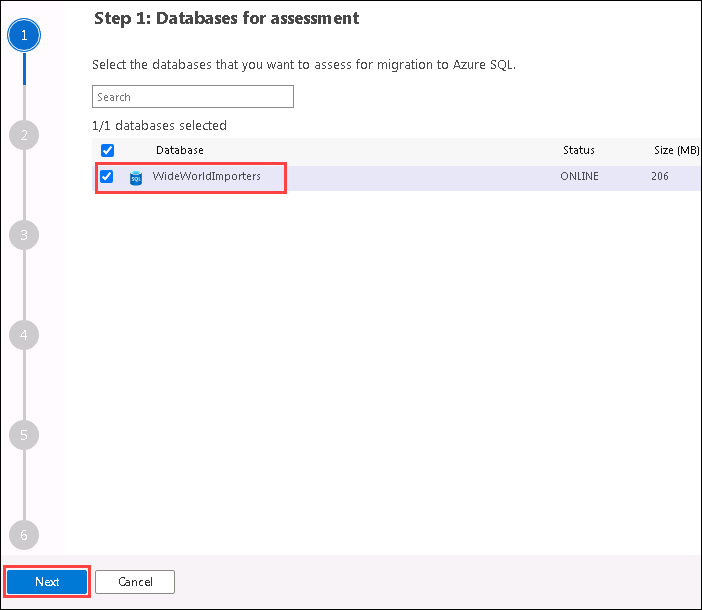 Step 1: Databases for assessment
1
Select the databases that you want to assess for migration to Azure SQL.
Search
1/1 databases selected
2
Database Status Size (MB)
SQL WideWorldImporters ONLINE 206
3
4
5
6
Next Cancel